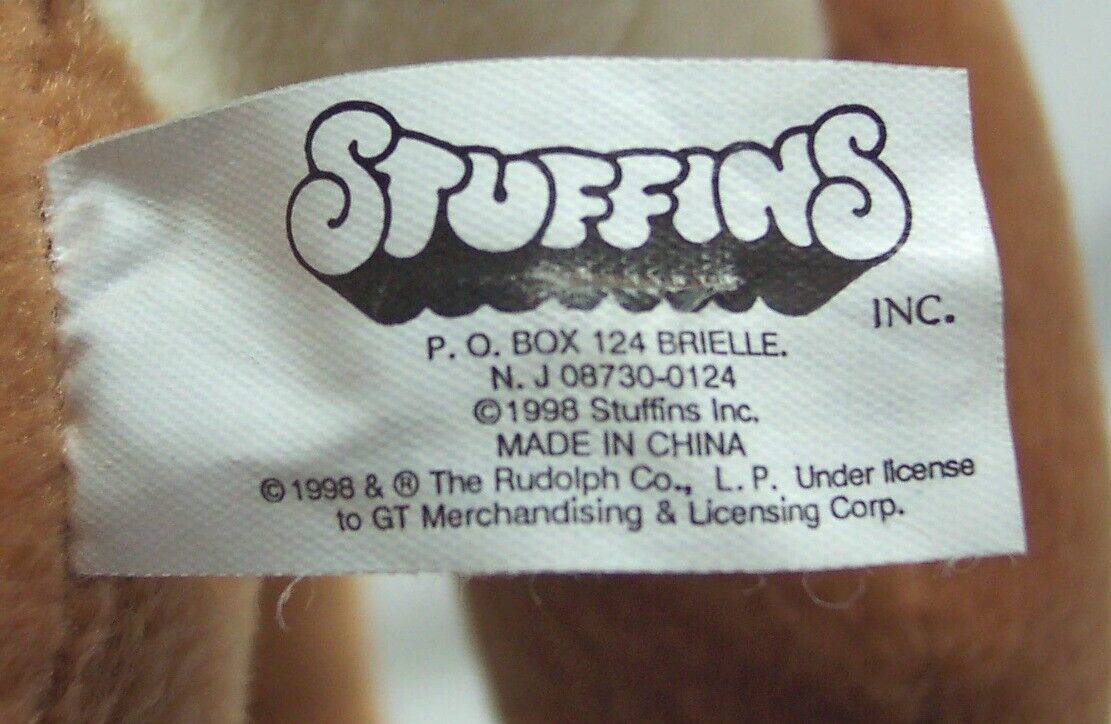 STUFFINS
INC.
P. O. BOX 124 BRIELLE.
N. J 08730-0124
©1998 Stuffins Inc.
MADE IN CHINA
©1998 & ® The Rudolph Co., L.P. Under license
to GT Merchandising & Licensing Corp.